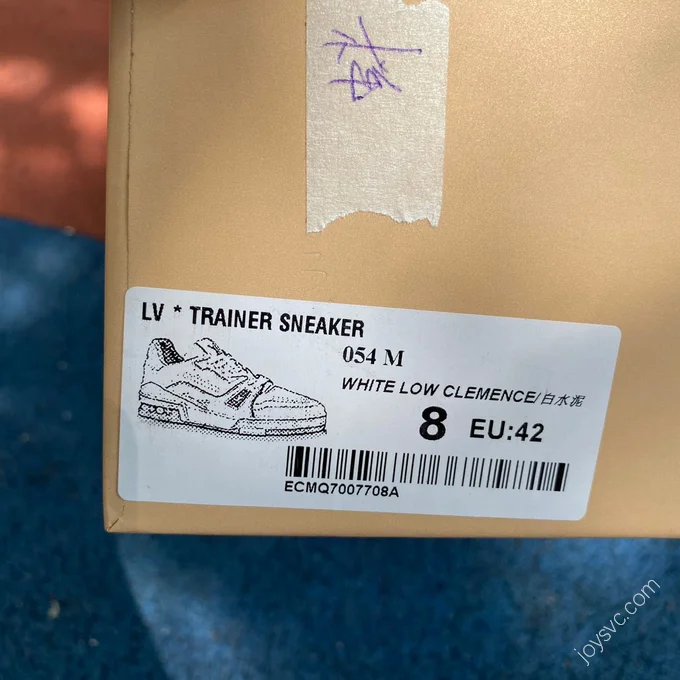 LV * TRAINER SNEAKER
054 M
WHITE LOW CLEMENCE/白水泥
8 EU:42
ECMQ7007708A
joysvc.com